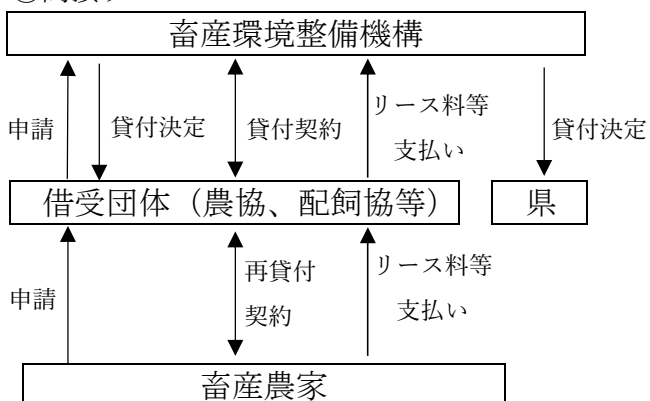 畜産環境整備機構
申請
貸付決定
貸付契約
リース料等
支払い
貸付決定
借受団体（農協、配飼協等）
県
申請
再貸付
契約
リース料等
支払い
畜産農家